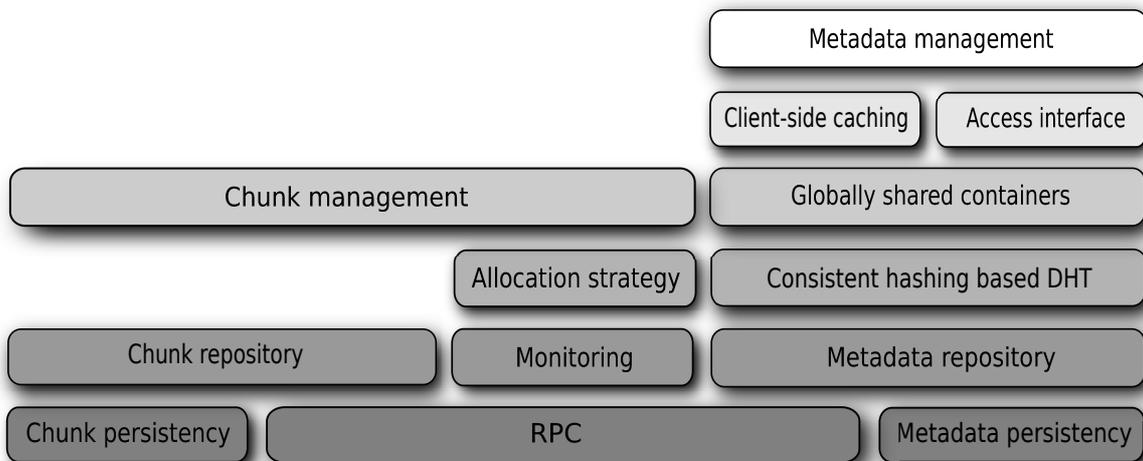 Metadata management
Client-side caching
Access interface
Chunk management
Globally shared containers
Allocation strategy
Consistent hashing based DHT
Chunk repository
Monitoring
Metadata repository
Chunk persistency
RPC
Metadata persistency